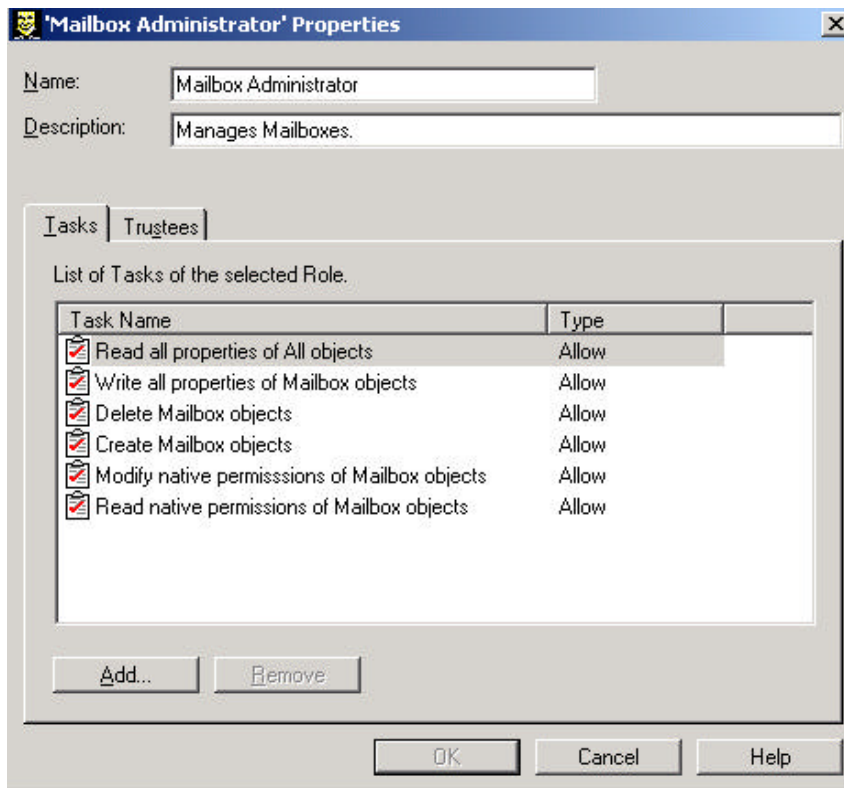 'Mailbox Administrator' Properties
Name: Mailbox Administrator
Description: Manages Mailboxes.
Tasks Trustees
List of Tasks of the selected Role.
Task Name Type
Read all properties of All objects Allow
Write all properties of Mailbox objects Allow
Delete Mailbox objects Allow
Create Mailbox objects Allow
Modify native permisssions of Mailbox objects Allow
Read native permissions of Mailbox objects Allow
Add... Remove
OK Cancel Help